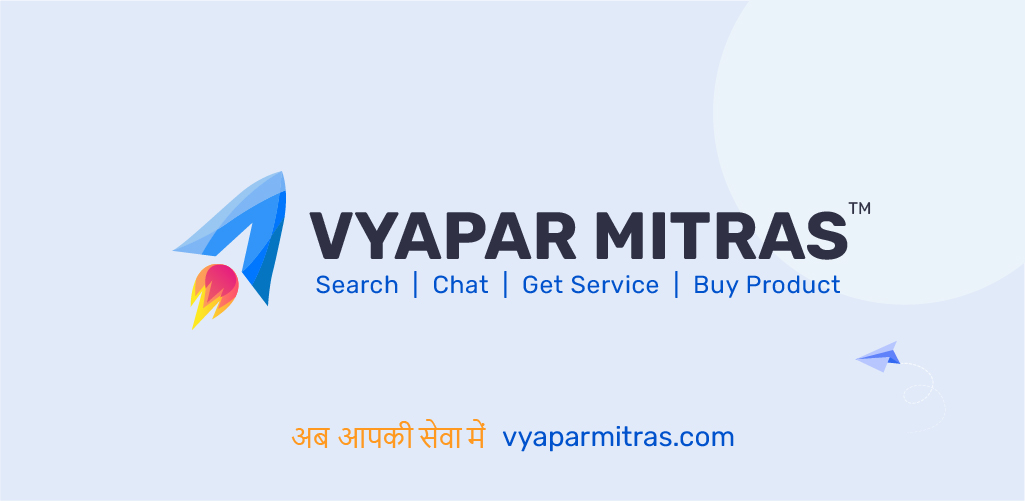 VYAPAR MITRAS™
Search | Chat | Get Service | Buy Product
अब आपकी सेवा में vyaparmitras.com